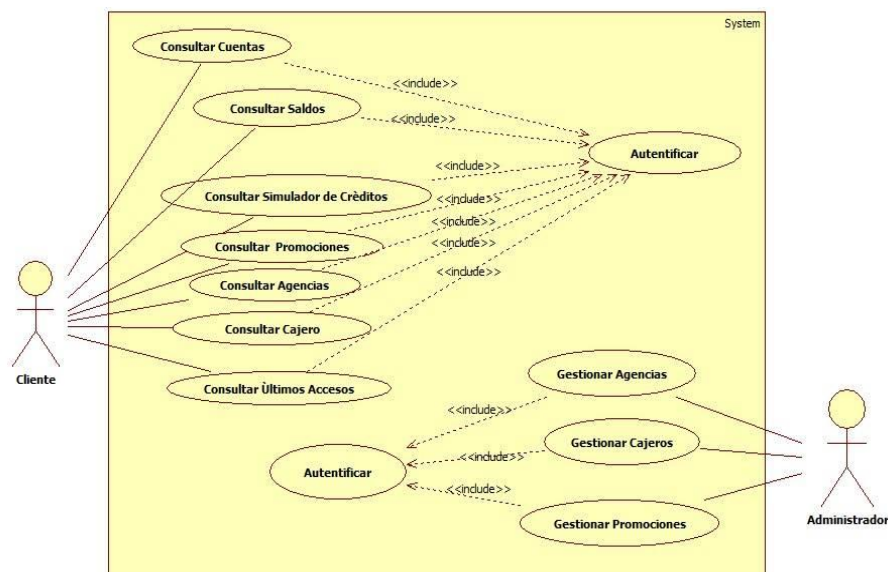 System
Consultar Cuentas
<<include>>
Consultar Saldos
<<include>>
Autentificar
<<include>>
Consultar Simulador de Crèditos
<<include>>
<<include>>
Consultar  Promociones
<<include>>
<<include>>
Consultar Agencias
Consultar Cajero
Cliente
Consultar Ùltimos Accesos
Gestionar Agencias
<<include>>
Gestionar Cajeros
<<include>>
Autentificar
<<include>>
Gestionar Promociones
Administrador